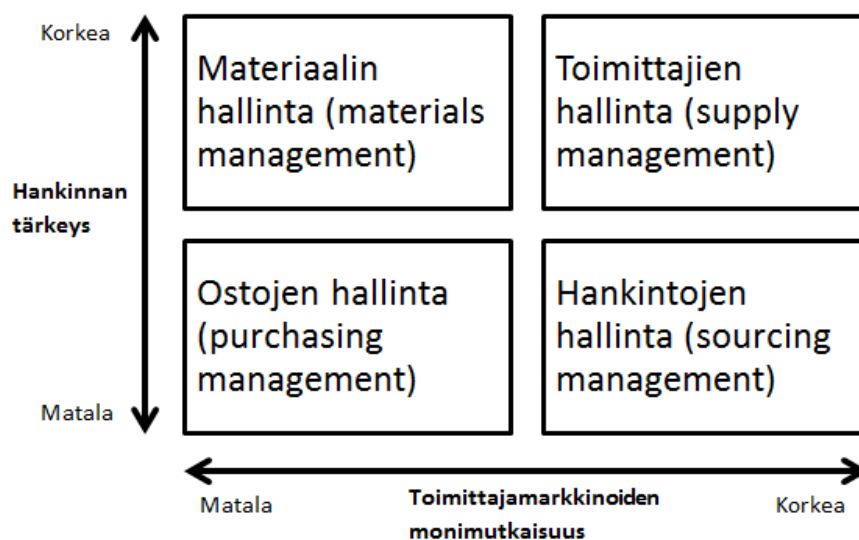 Korkea
Materiaalin
hallinta (materials
management)
Toimittajien
hallinta (supply
management)
Hankinnan
tärkeys
Ostojen hallinta
(purchasing
management)
Hankintojen
hallinta (sourcing
management)
Matala
Matala
Toimittajamarkkinoiden
monimutkaisuus
Korkea